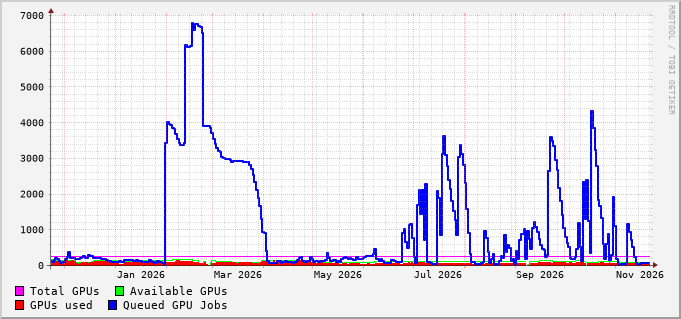 7000
6000
5000
4000
3000
2000
1000
0
Jan 2026 Mar 2026 May 2026 Jul 2026 Sep 2026 Nov 2026
Total GPUs Available GPUs
GPUs used Queued GPU Jobs
RRDTOOL / TOBI OETIKER